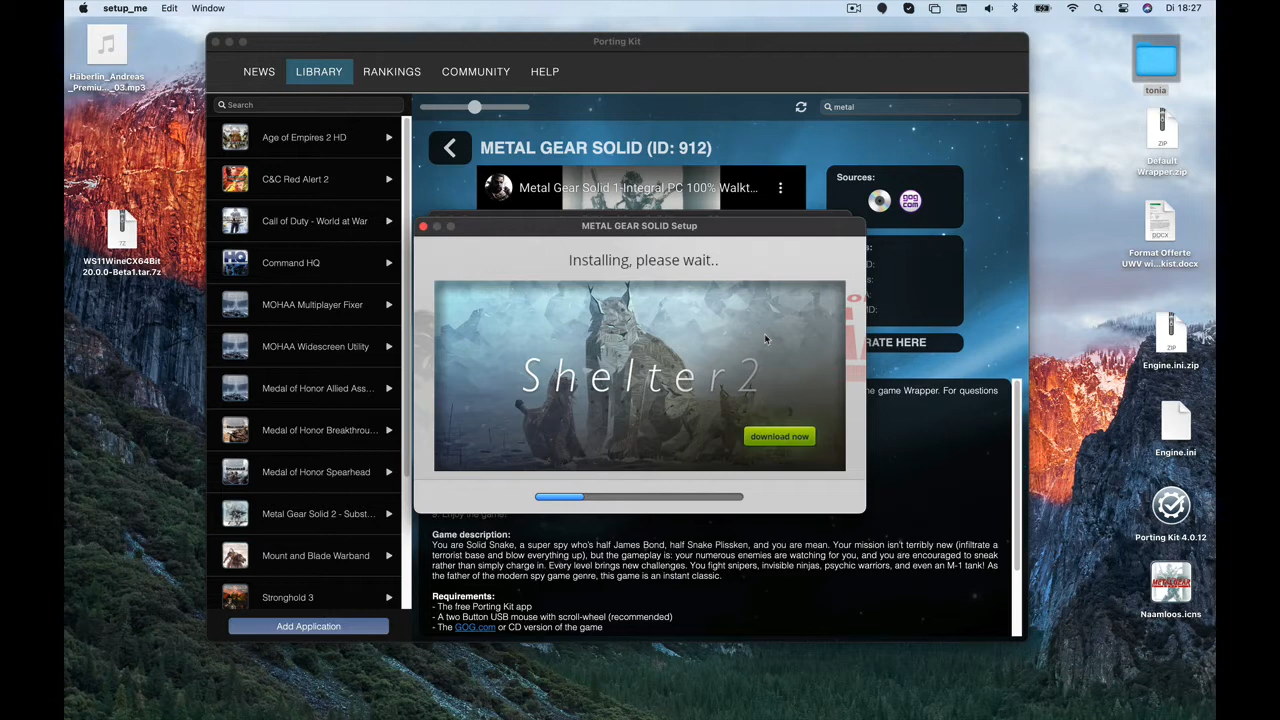 setup_me Edit Window
Di 18:27
Häberlin_Andreas
_Premiu..._03.mp3
7Z
WS11WineCX64Bit
20.0.0-Beta1.tar.7z
Porting Kit
NEWS LIBRARY RANKINGS COMMUNITY HELP
Search
Age of Empires 2 HD
C&C Red Alert 2
Call of Duty - World at War
Command HQ
MOHAA Multiplayer Fixer
MOHAA Widescreen Utility
Medal of Honor Allied Ass...
Medal of Honor Breakthrou...
Medal of Honor Spearhead
Metal Gear Solid 2 - Subst...
Mount and Blade Warband
Stronghold 3
Add Application
metal
METAL GEAR SOLID (ID: 912)
Metal Gear Solid 1-Integral PC 100% Walkt...
Sources:
GOG.COM
RATE HERE
METAL GEAR SOLID Setup
Installing, please wait..
Shelter 2
download now
he game Wrapper. For questions
Game description:
You are Solid Snake, a super spy who's half James Bond, half Snake Plissken, and you are mean. Your mission isn't terribly new (infiltrate a
terrorist base and blow everything up), but the gameplay is: your numerous enemies are watching for you, and you are encouraged to sneak
rather than simply charge in. Every level brings new challenges. You fight snipers, invisible ninjas, psychic warriors, and even an M-1 tank! As
the father of the modern spy game genre, this game is an instant classic.
Requirements:
- The free Porting Kit app
- A two Button USB mouse with scroll-wheel (recommended)
- The GOG.com or CD version of the game
tonia
ZIP
Default
Wrapper.zip
DOCX
Format Offerte
UWV wi...kist.docx
ZIP
Engine.ini.zip
Engine.ini
Porting Kit 4.0.12
METAL GEAR
Naamloos.icns